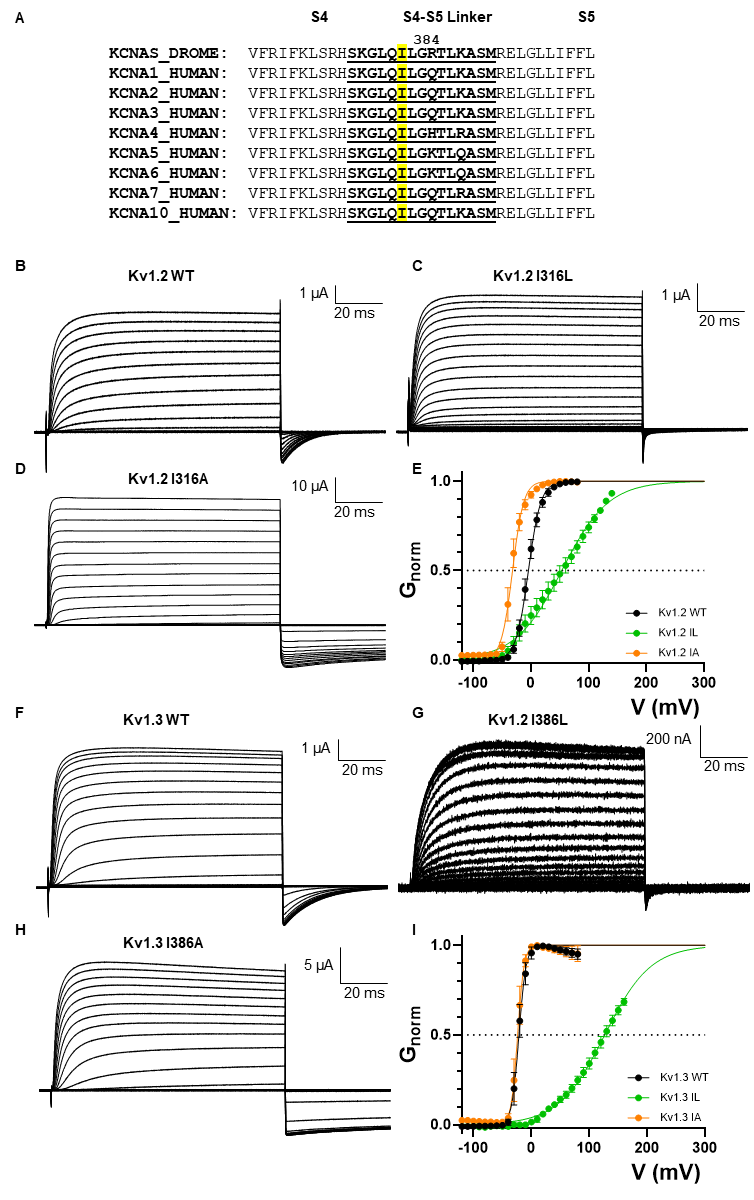 A S4 S4-S5 Linker S5
384
KCNAS_DROME: VFRIFKLSRHSKGLQILGRTLKASMRELGLLIFFL
KCNA1_HUMAN: VFRIFKLSRHSKGLQILGQTLKASMRELGLLIFFL
KCNA2_HUMAN: VFRIFKLSRHSKGLQILGQTLKASMRELGLLIFFL
KCNA3_HUMAN: VFRIFKLSRHSKGLQILGQTLKASMRELGLLIFFL
KCNA4_HUMAN: VFRIFKLSRHSKGLQILGHTLRASMRELGLLIFFL
KCNA5_HUMAN: VFRIFKLSRHSKGLQILGKTLQASMRELGLLIFFL
KCNA6_HUMAN: VFRIFKLSRHSKGLQILGKTLQASMRELGLLIFFL
KCNA7_HUMAN: VFRIFKLSRHSKGLQILGQTLRASMRELGLLIFFL
KCNA10_HUMAN: VFRIFKLSRHSKGLQILGQTLKASMRELGLLIFFL
B
Kv1.2 WT
1 µA
20 ms
C
Kv1.2 I316L
1 µA
20 ms
D
Kv1.2 I316A
10 µA
20 ms
E
1.0
0.5
0.0
Gnorm
-100 0 100 200 300
V (mV)
Kv1.2 WT
Kv1.2 IL
Kv1.2 IA
F
Kv1.3 WT
1 µA
20 ms
G
Kv1.2 I386L
200 nA
20 ms
H
Kv1.3 I386A
5 µA
20 ms
I
1.0
0.5
0.0
Gnorm
-100 0 100 200 300
V (mV)
Kv1.3 WT
Kv1.3 IL
Kv1.3 IA